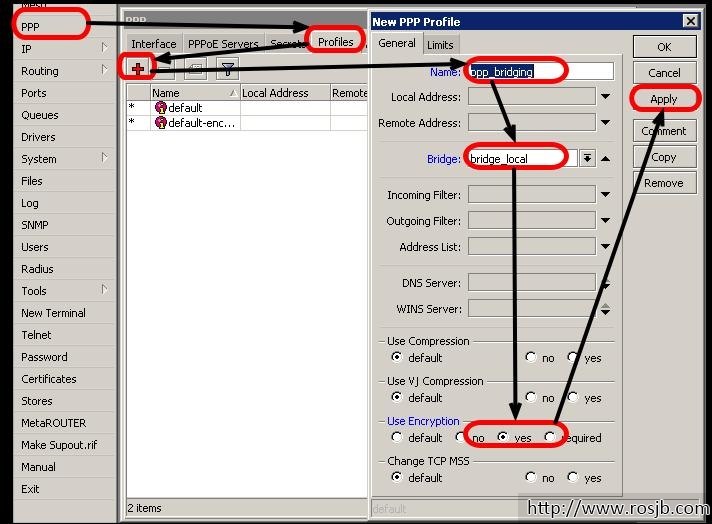 PPP
IP
Routing
Ports
Queues
Drivers
System
Files
Log
SNMP
Users
Radius
Tools
New Terminal
Telnet
Password
Certificates
Stores
MetaROUTER
Make Supout.rif
Manual
Exit
PPP
Interface PPPoE Servers Profiles
Name Local Address Remote
* default
* default-enc...
2 items
New PPP Profile
General Limits
Name: ppp_bridging
Local Address:
Remote Address:
Bridge: bridge_local
Incoming Filter:
Outgoing Filter:
Address List:
DNS Server:
WINS Server:
Use Compression
default no yes
Use VJ Compression
default no yes
Use Encryption
default no yes required
Change TCP MSS
default no yes
default
OK
Cancel
Apply
Comment
Copy
Remove
http://www.rosjb.com